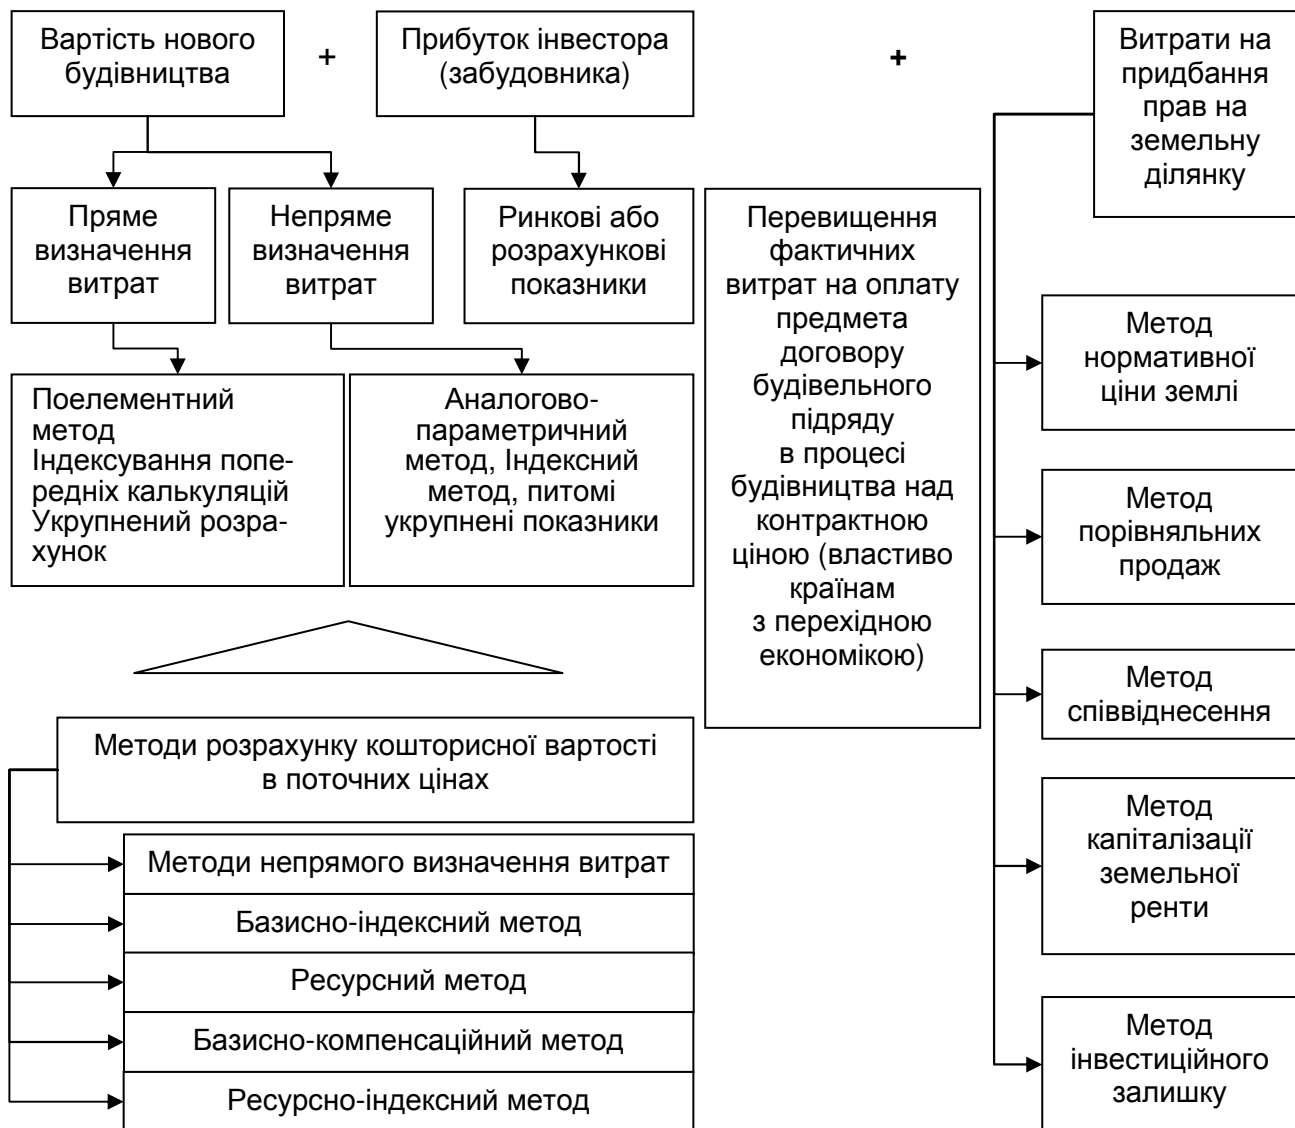 Вартість нового
будівництва
+
Прибуток інвестора
(забудовника)
+
Витрати на
придбання
прав на
земельну
ділянку
Пряме
визначення
витрат
Непряме
визначення
витрат
Ринкові або
розрахункові
показники
Перевищення
фактичних
витрат на оплату
предмета
договору
будівельного
підряду
в процесі
будівництва над
контрактною
ціною (властиво
країнам
з перехідною
економікою)
Поелементний
метод
Індексування попе-
редніх калькуляцій
Укрупнений розра-
хунок
Аналогово-
параметричний
метод, Індексний
метод, питомі
укрупнені показники
Метод
нормативної
ціни землі
Метод
порівняльних
продаж
Метод
співвіднесення
Метод
капіталізації
земельної
ренти
Метод
інвестиційного
залишку
Методи розрахунку кошторисної вартості
в поточних цінах
Методи непрямого визначення витрат
Базисно-індексний метод
Ресурсний метод
Базисно-компенсаційний метод
Ресурсно-індексний метод